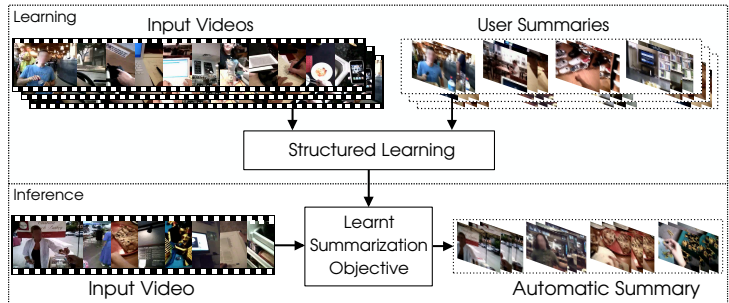 Learning
Input Videos
User Summaries
Structured Learning
Inference
Learnt
Summarization
Objective
Input Video
Automatic Summary